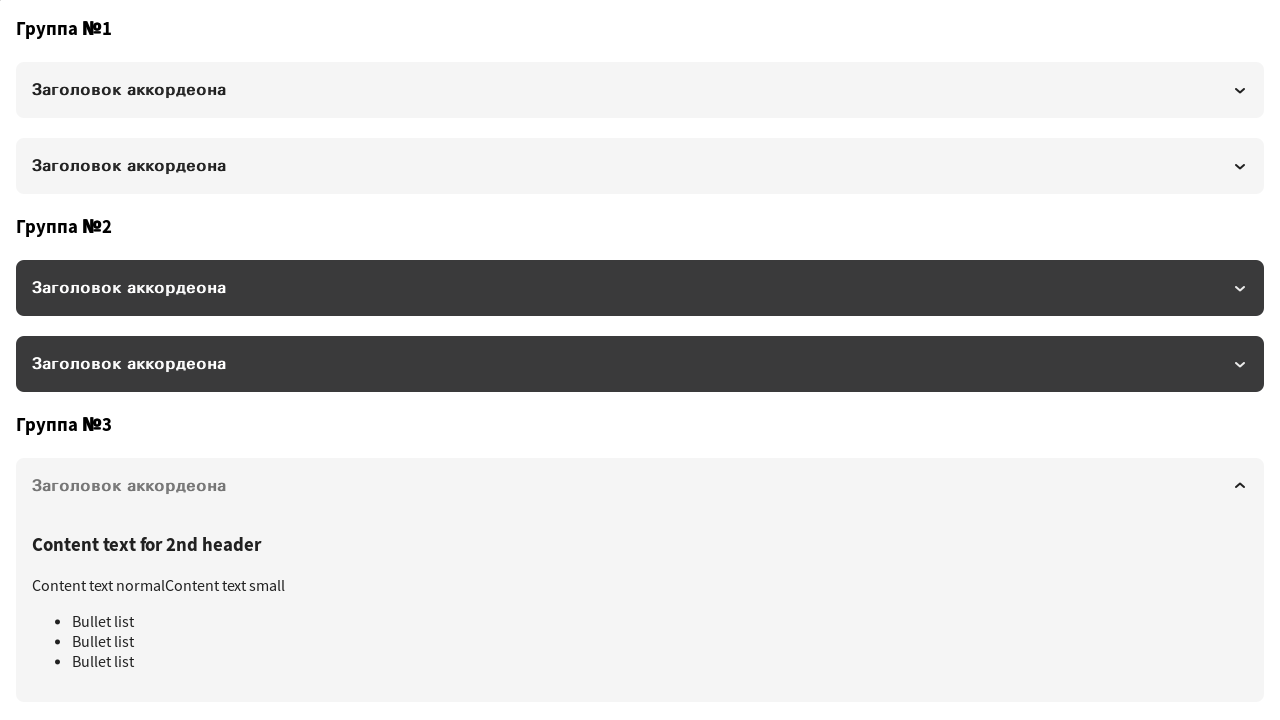 Группа №1
Заголовок аккордеона
Заголовок аккордеона
Группа №2
Заголовок аккордеона
Заголовок аккордеона
Группа №3
Заголовок аккордеона
Content text for 2nd header
Content text normalContent text small
Bullet list
Bullet list
Bullet list